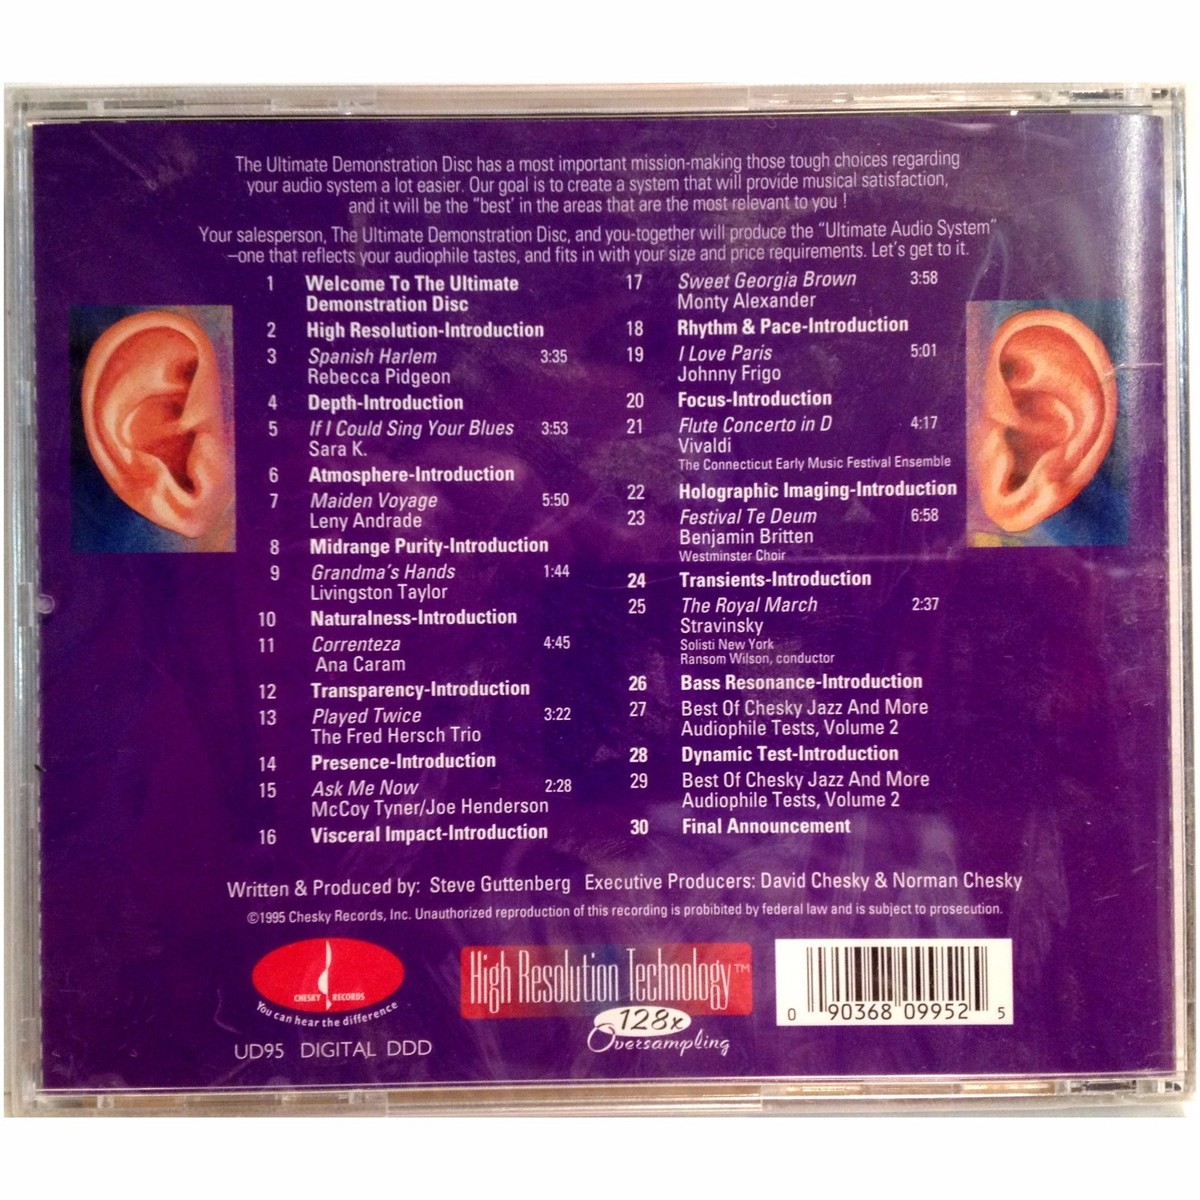 The Ultimate Demonstration Disc has a most important mission-making those tough choices regarding
your audio system a lot easier. Our goal is to create a system that will provide musical satisfaction,
and it will be the "best' in the areas that are the most relevant to you !
Your salesperson, The Ultimate Demonstration Disc, and you-together will produce the "Ultimate Audio System"
–one that reflects your audiophile tastes, and fits in with your size and price requirements. Let's get to it.
1 Welcome To The Ultimate
Demonstration Disc
2 High Resolution-Introduction
3 Spanish Harlem 3:35
Rebecca Pidgeon
4 Depth-Introduction
5 If I Could Sing Your Blues 3:53
Sara K.
6 Atmosphere-Introduction
7 Maiden Voyage 5:50
Leny Andrade
8 Midrange Purity-Introduction
9 Grandma's Hands 1:44
Livingston Taylor
10 Naturalness-Introduction
11 Correnteza 4:45
Ana Caram
12 Transparency-Introduction
13 Played Twice 3:22
The Fred Hersch Trio
14 Presence-Introduction
15 Ask Me Now 2:28
McCoy Tyner/Joe Henderson
16 Visceral Impact-Introduction
17 Sweet Georgia Brown 3:58
Monty Alexander
18 Rhythm & Pace-Introduction
19 I Love Paris 5:01
Johnny Frigo
20 Focus-Introduction
21 Flute Concerto in D 4:17
Vivaldi
The Connecticut Early Music Festival Ensemble
22 Holographic Imaging-Introduction
23 Festival Te Deum 6:58
Benjamin Britten
Westminster Choir
24 Transients-Introduction
25 The Royal March 2:37
Stravinsky
Solisti New York
Ransom Wilson, conductor
26 Bass Resonance-Introduction
27 Best Of Chesky Jazz And More
Audiophile Tests, Volume 2
28 Dynamic Test-Introduction
29 Best Of Chesky Jazz And More
Audiophile Tests, Volume 2
30 Final Announcement
Written & Produced by: Steve Guttenberg Executive Producers: David Chesky & Norman Chesky
©1995 Chesky Records, Inc. Unauthorized reproduction of this recording is prohibited by federal law and is subject to prosecution.
CHESKY RECORDS
You can hear the difference
UD95 DIGITAL DDD
High Resolution Technology™
128x
Oversampling
0 90368 09952 5